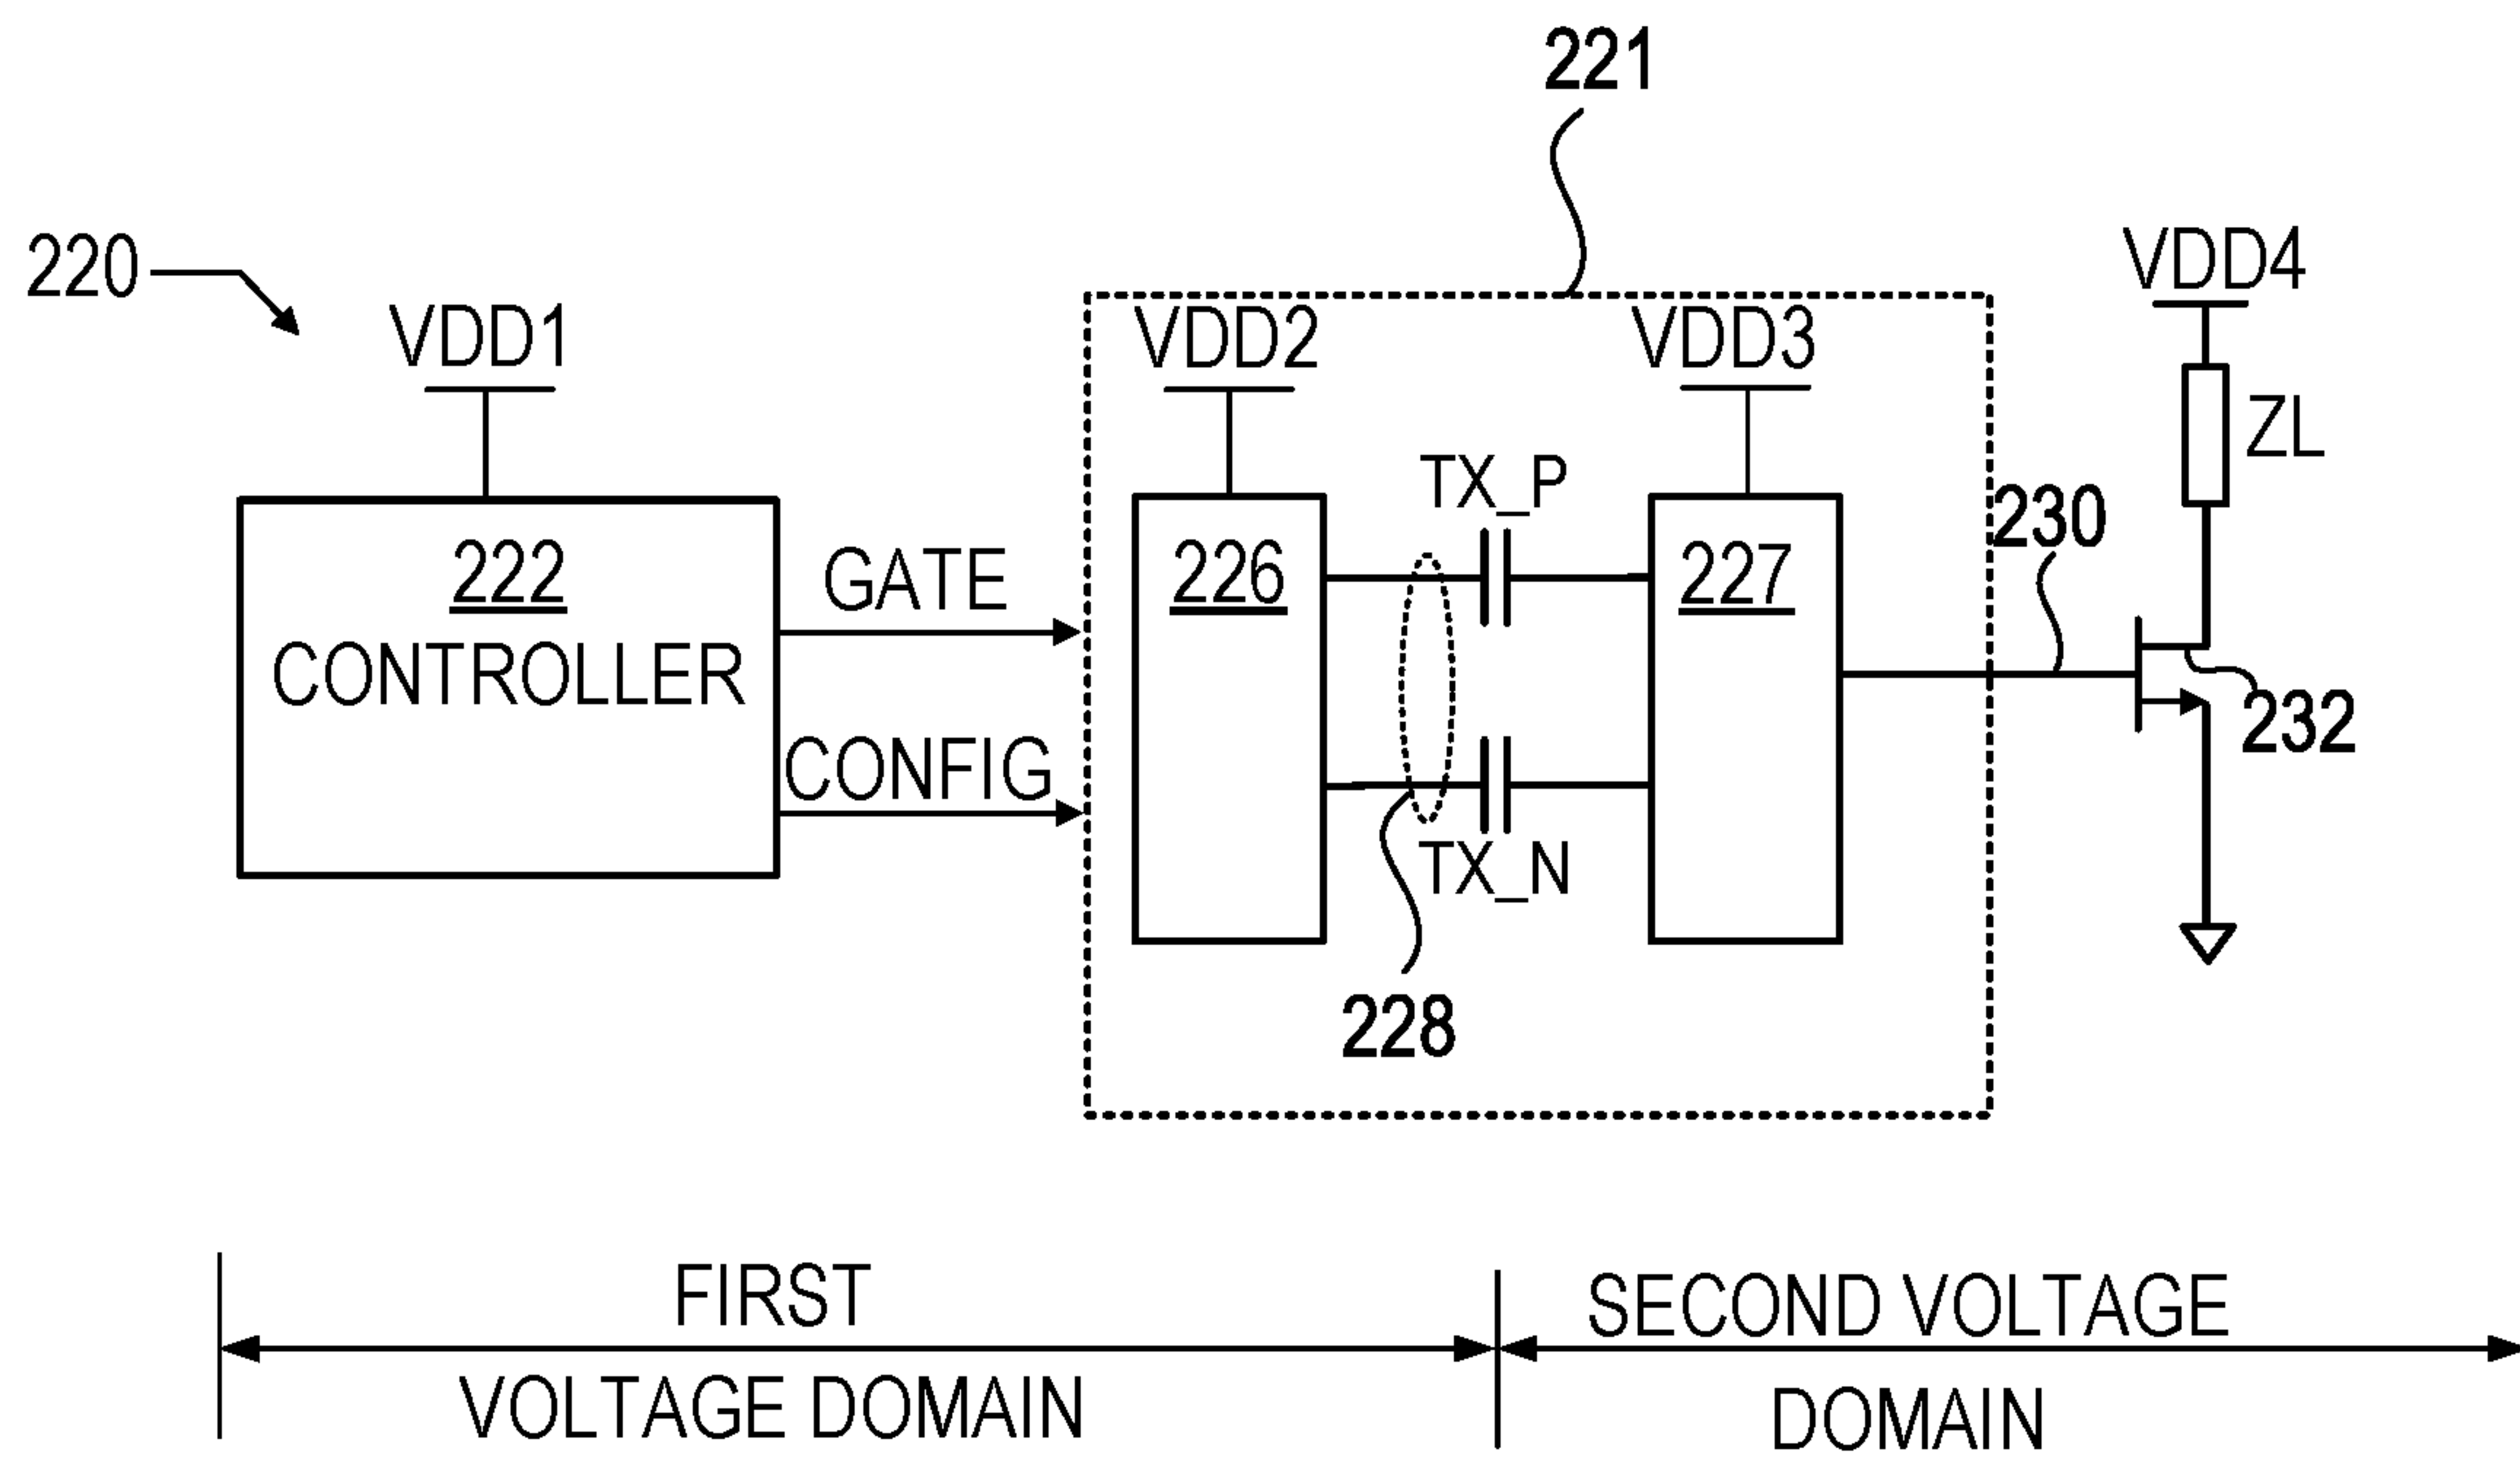 221
220
VDD4
VDD1
VDD2
VDD3
ZL
TX_P
230
222
CONTROLLER
GATE
226
227
CONFIG
232
TX_N
228
FIRST
VOLTAGE DOMAIN
SECOND VOLTAGE
DOMAIN